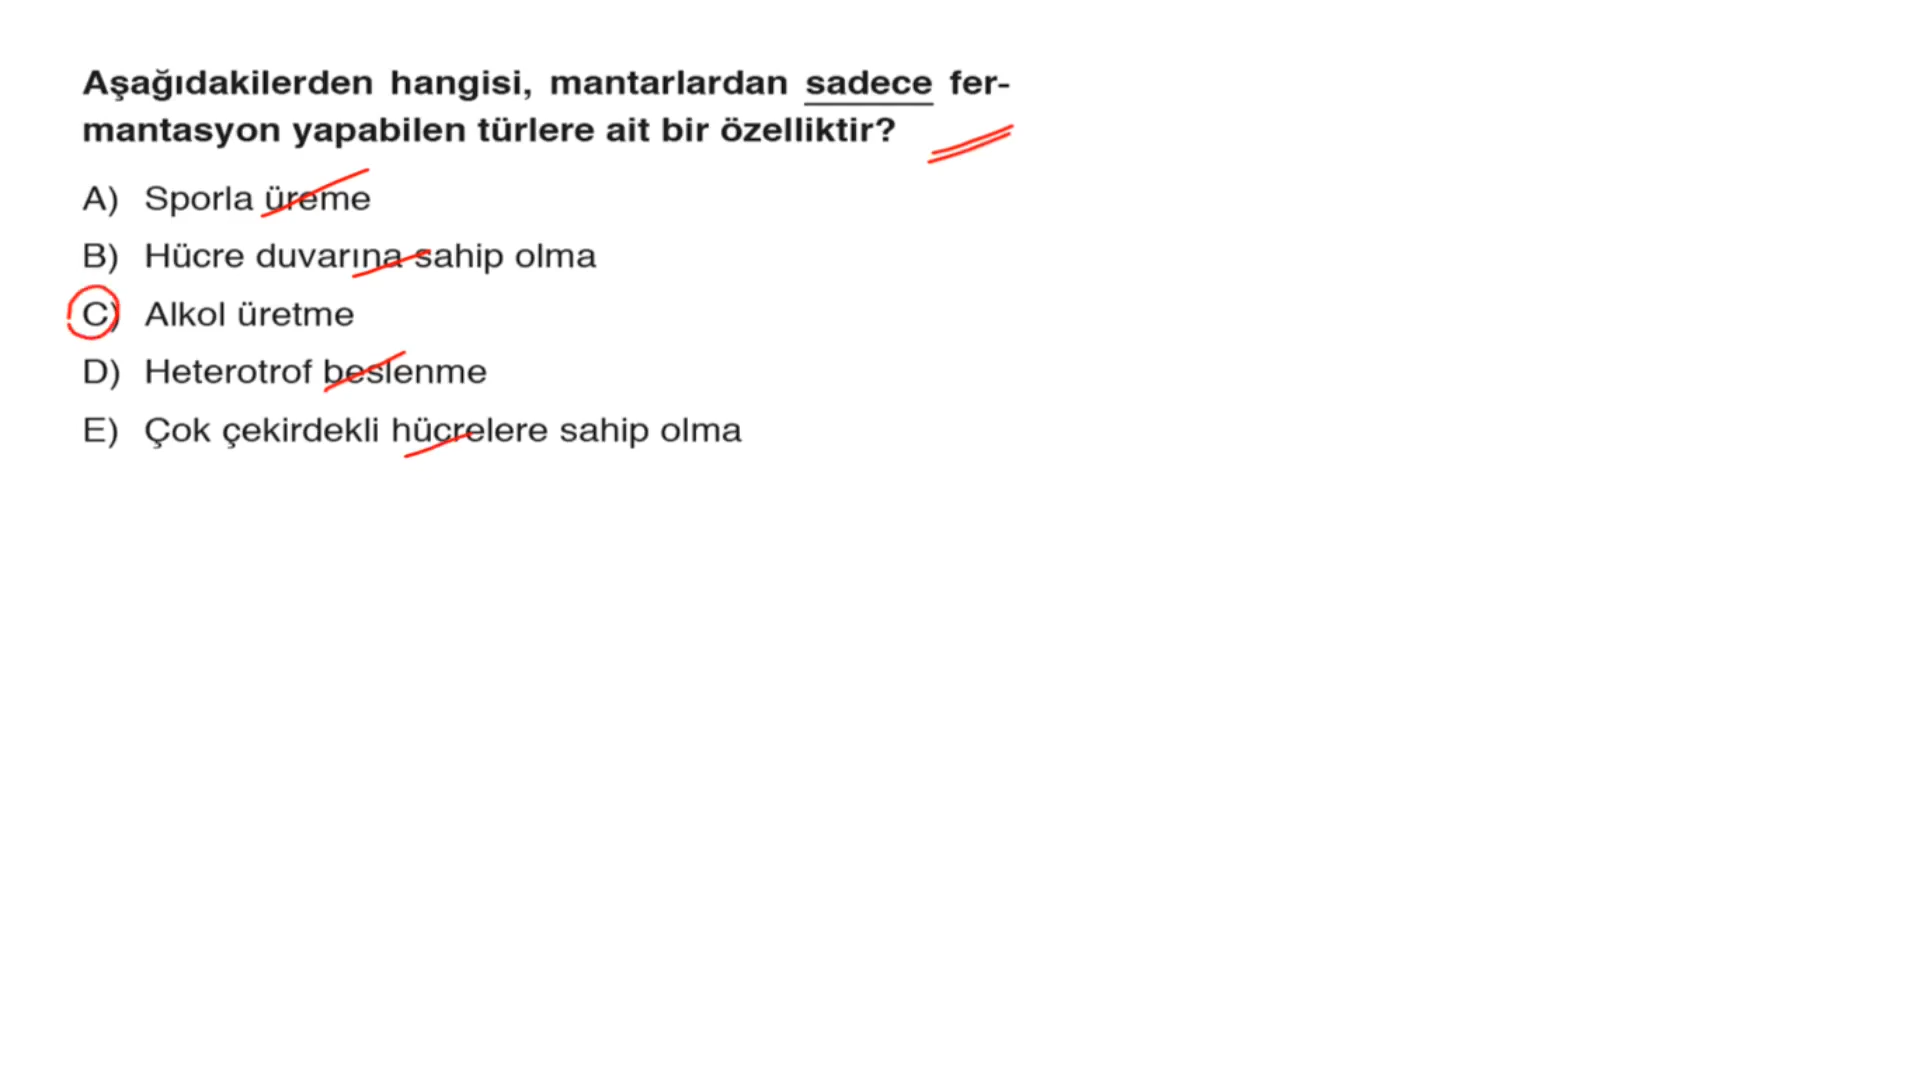 Aşağıdakilerden hangisi, mantarlardan sadece fer-
mantasyon yapabilen türlere ait bir özelliktir?
A) Sporla üreme
B) Hücre duvarına sahip olma
C) Alkol üretme
D) Heterotrof beslenme
E) Çok çekirdekli hücrelere sahip olma